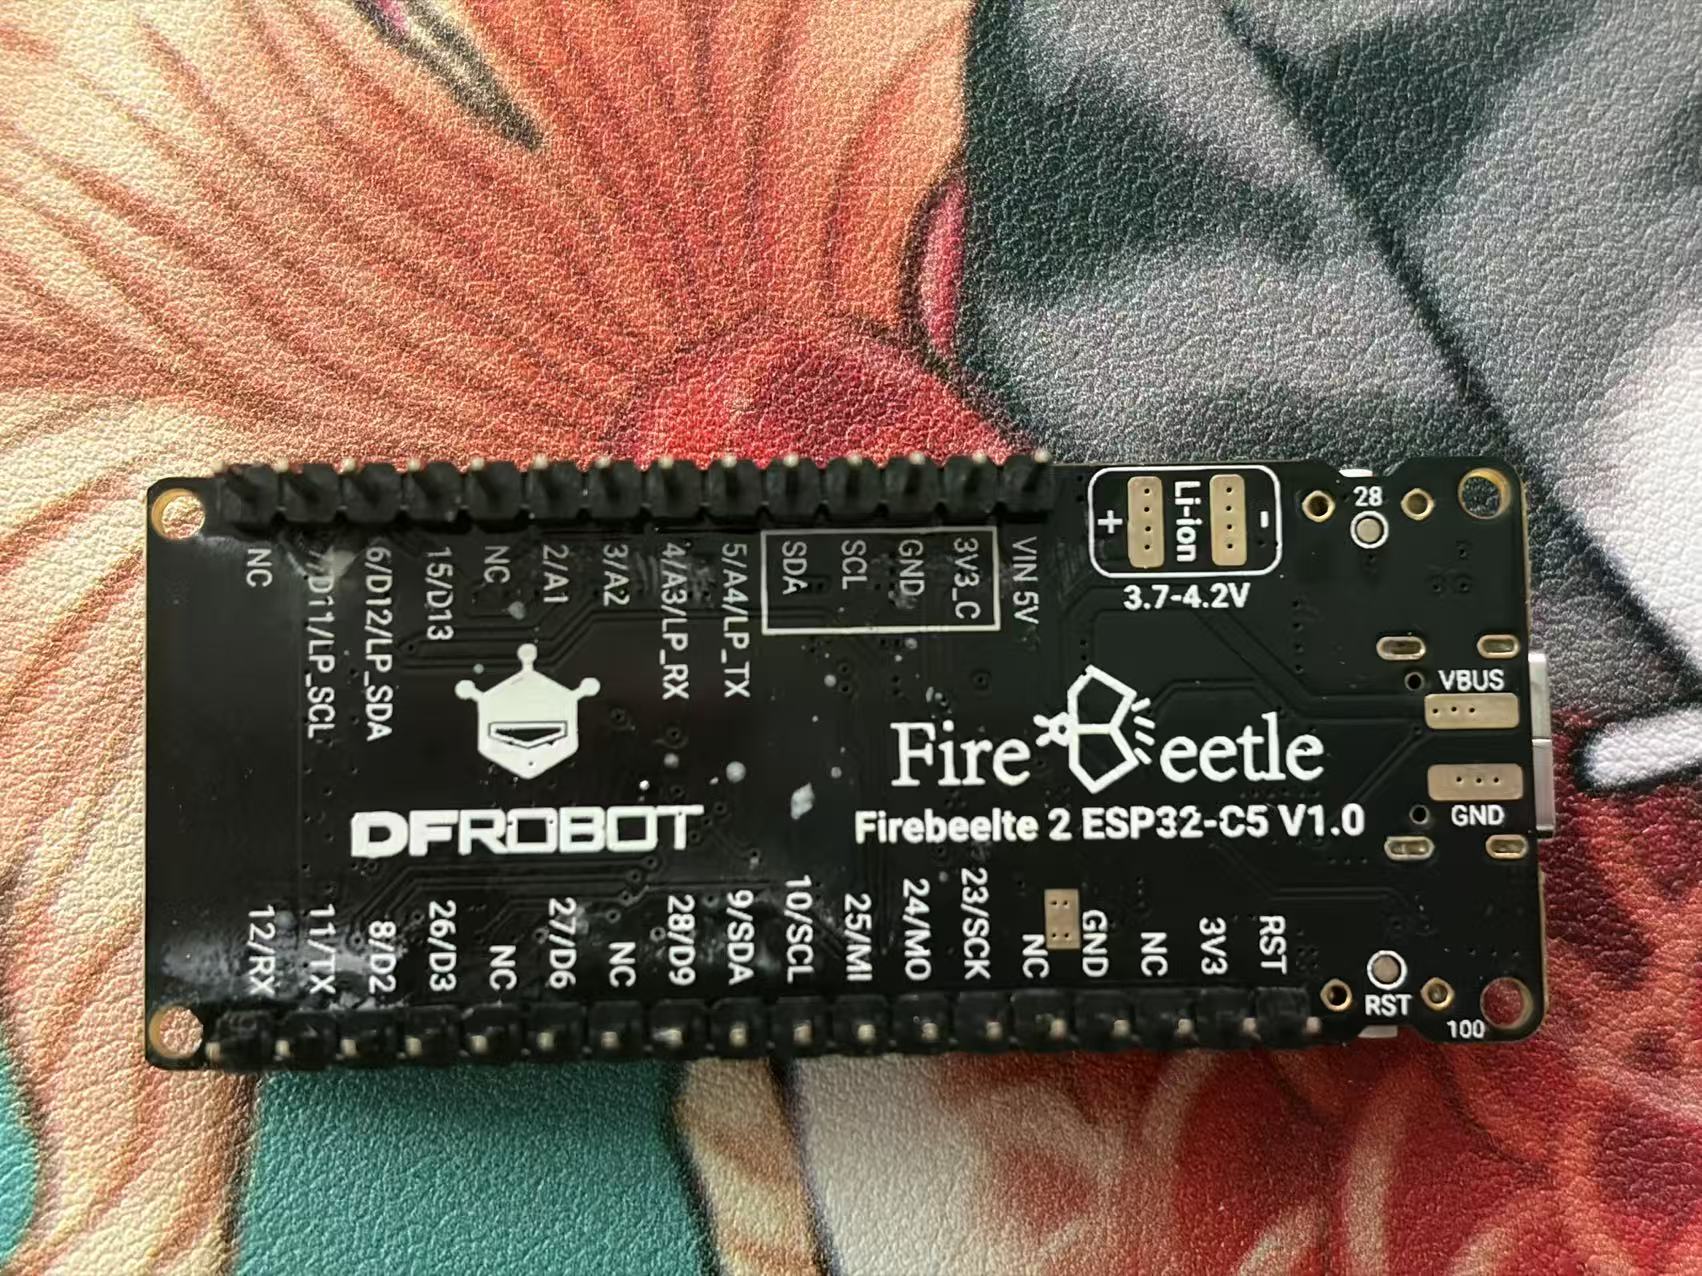 NC
7/D11/LP_SCL
6/D12/LP_SDA
15/D13
NC
2/A1
3/A2
4/A3/LP_RX
5/A4/LP_TX
SDA
SCL
GND
3V3_C
VIN 5V
+ Li-ion -
3.7-4.2V
28
VBUS
GND
DFROBOT
Fire Beetle
Firebeelte 2 ESP32-C5 V1.0
12/RX
11/TX
8/D2
26/D3
NC
27/D6
NC
28/D9
9/SDA
10/SCL
25/MI
24/MO
23/SCK
NC
GND
NC
3V3
RST
RST
100